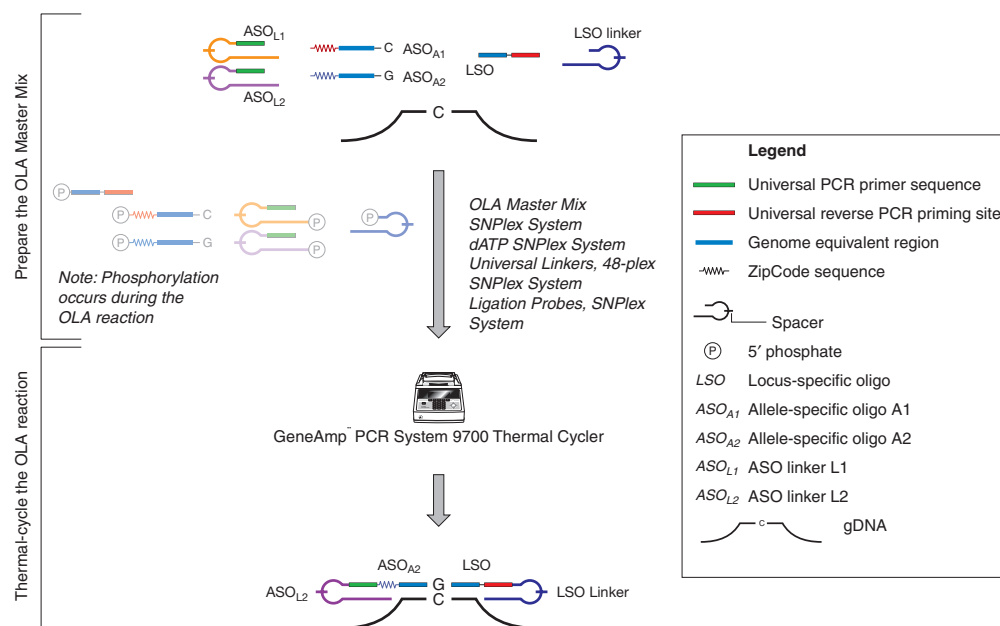 Prepare the OLA Master Mix
ASOL1
ASOL2
C
ASOA1
G
ASOA2
LSO
LSO linker
C
P
P
C
P
G
P
P
P
Note: Phosphorylation
occurs during the
OLA reaction
OLA Master Mix
SNPlex System
dATP SNPlex System
Universal Linkers, 48-plex
SNPlex System
Ligation Probes, SNPlex
System
Thermal-cycle the OLA reaction
GeneAmp PCR System 9700 Thermal Cycler
ASOL2
ASOA2
G
LSO
C
LSO Linker
Legend
Universal PCR primer sequence
Universal reverse PCR priming site
Genome equivalent region
ZipCode sequence
Spacer
P 5′ phosphate
LSO Locus-specific oligo
ASOA1 Allele-specific oligo A1
ASOA2 Allele-specific oligo A2
ASOL1 ASO linker L1
ASOL2 ASO linker L2
C gDNA